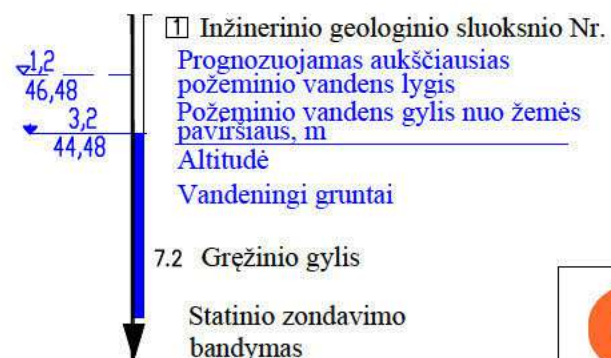 1 Inžinerinio geologinio sluoksnio Nr.
1,2
46,48
Prognozuojamas aukščiausias
požeminio vandens lygis
3,2
44,48
Požeminio vandens gylis nuo žemės
paviršiaus, m
Altitudė
Vandeningi gruntai
7.2 Gręžinio gylis
Statinio zondavimo
bandymas